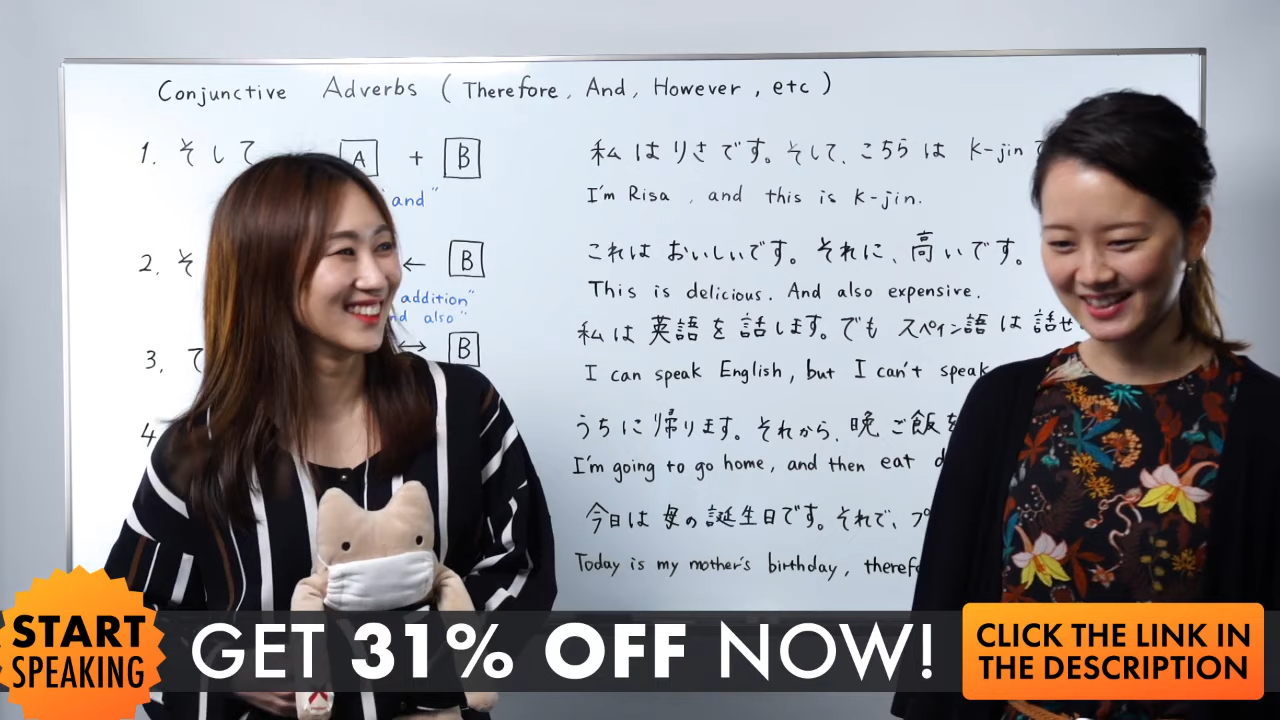 Conjunctive Adverbs ( Therefore, And, However, etc )
1. そして A + B
"and"
2. そ ← B
addition"
also"
3. で ↔ B
4
私はりさです。そして、こちらは K-jin で
I'm Risa, and this is K-jin.
これはおいしいです。それに、高いです。
This is delicious. And also expensive.
私は英語を話します。でもスペイン語は話せ
I can speak English, but I can't speak
うちに帰ります。それから、晩ご飯を
I'm going to go home, and then eat
今日は母の誕生日です。それで、プ
Today is my mother's birthday,
START
SPEAKING
GET 31% OFF NOW!
CLICK THE LINK IN
THE DESCRIPTION